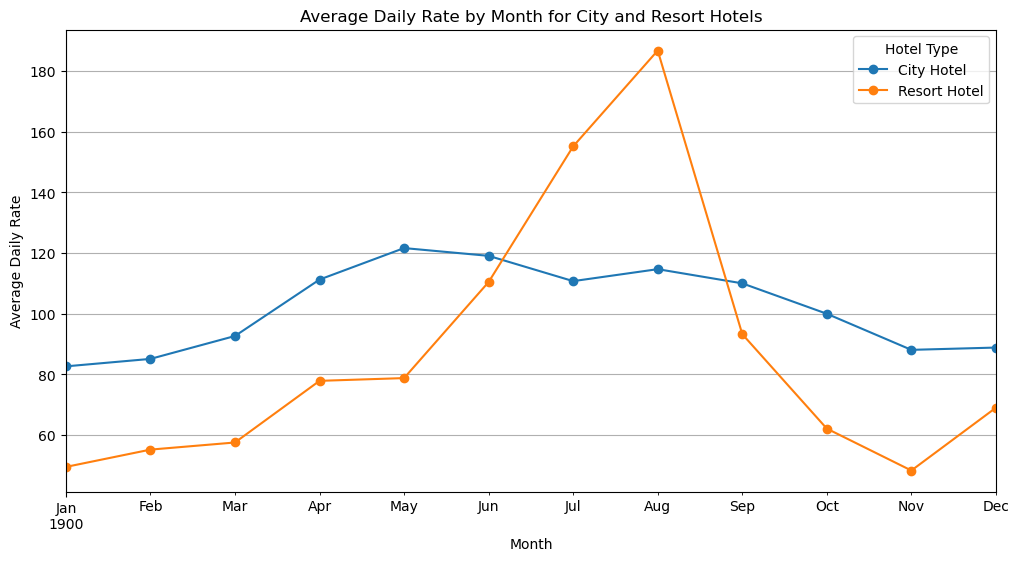 Average Daily Rate by Month for City and Resort Hotels
Hotel Type
City Hotel
Resort Hotel
Average Daily Rate
180
160
140
120
100
80
60
Jan Feb Mar Apr May Jun Jul Aug Sep Oct Nov Dec
1900
Month